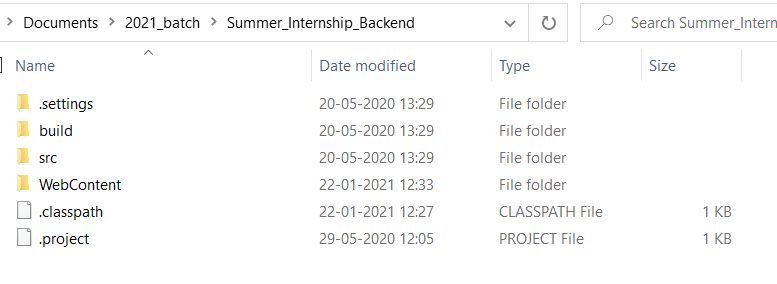 Documents > 2021_batch > Summer_Internship_Backend
Search Summer_Intern
Name Date modified Type Size
.settings 20-05-2020 13:29 File folder
build 20-05-2020 13:29 File folder
src 20-05-2020 13:29 File folder
WebContent 22-01-2021 12:33 File folder
.classpath 22-01-2021 12:27 CLASSPATH File 1 KB
.project 29-05-2020 12:05 PROJECT File 1 KB